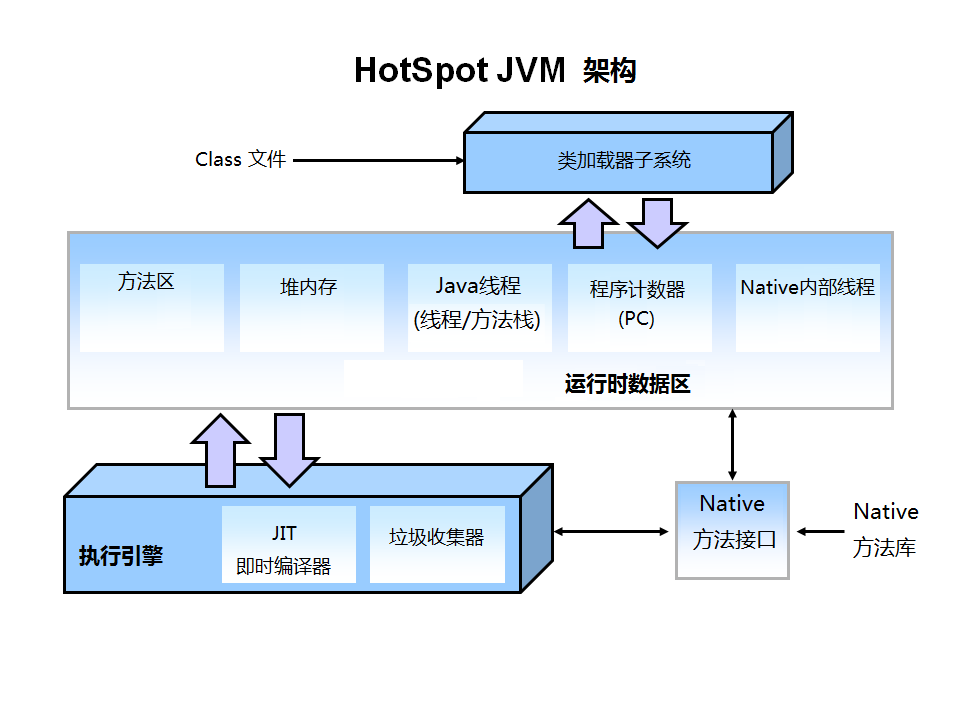 HotSpot JVM 架构
Class 文件
类加载器子系统
方法区
堆内存
Java线程
(线程/方法栈)
程序计数器
(PC)
Native内部线程
运行时数据区
执行引擎
JIT
即时编译器
垃圾收集器
Native
方法接口
Native
方法库